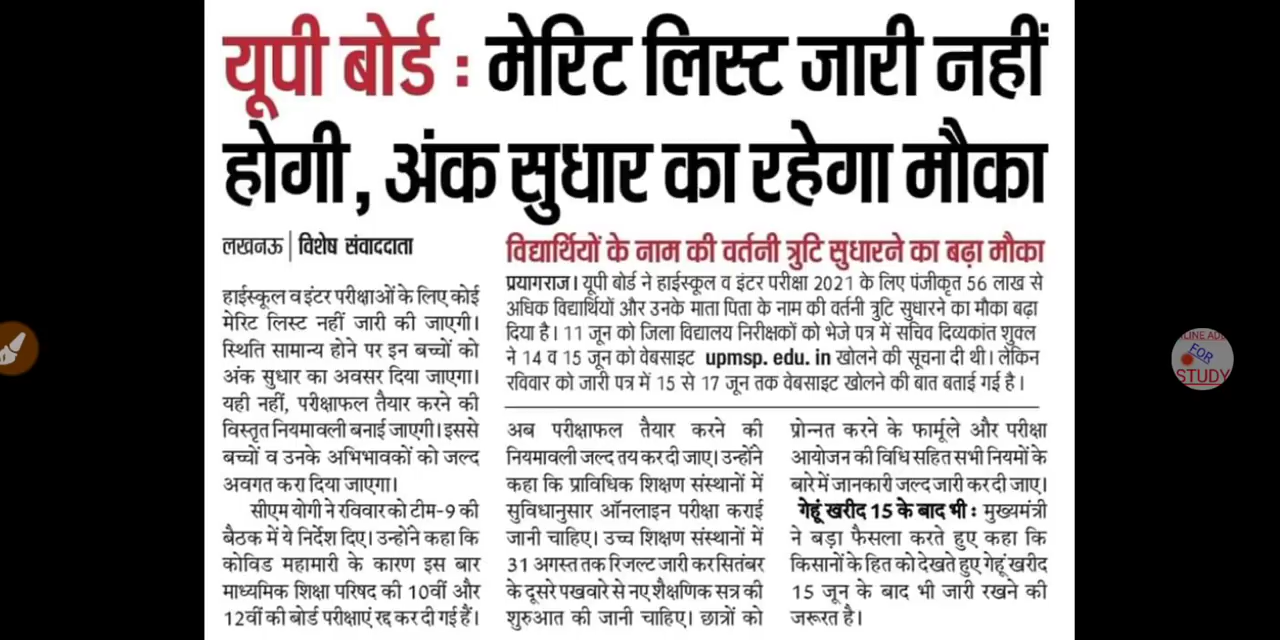 यूपी बोर्ड : मेरिट लिस्ट जारी नहीं
होगी, अंक सुधार का रहेगा मौका
लखनऊ | विशेष संवाददाता
हाईस्कूल व इंटर परीक्षाओं के लिए कोई
मेरिट लिस्ट नहीं जारी की जाएगी।
स्थिति सामान्य होने पर इन बच्चों को
अंक सुधार का अवसर दिया जाएगा।
यही नहीं, परीक्षाफल तैयार करने की
विस्तृत नियमावली बनाई जाएगी। इससे
बच्चों व उनके अभिभावकों को जल्द
अवगत करा दिया जाएगा।
सीएम योगी ने रविवार को टीम-9 की
बैठक में ये निर्देश दिए। उन्होंने कहा कि
कोविड महामारी के कारण इस बार
माध्यमिक शिक्षा परिषद की 10वीं और
12वीं की बोर्ड परीक्षाएं रद्द कर दी गई हैं।
विद्यार्थियों के नाम की वर्तनी त्रुटि सुधारने का बढ़ा मौका
प्रयागराज। यूपी बोर्ड ने हाईस्कूल व इंटर परीक्षा 2021 के लिए पंजीकृत 56 लाख से
अधिक विद्यार्थियों और उनके माता पिता के नाम की वर्तनी त्रुटि सुधारने का मौका बढ़ा
दिया है। 11 जून को जिला विद्यालय निरीक्षकों को भेजे पत्र में सचिव दिव्यकांत शुक्ल
ने 14 व 15 जून को वेबसाइट upmsp. edu. in खोलने की सूचना दी थी। लेकिन
रविवार को जारी पत्र में 15 से 17 जून तक वेबसाइट खोलने की बात बताई गई है।
अब परीक्षाफल तैयार करने की
नियमावली जल्द तय कर दी जाए। उन्होंने
कहा कि प्राविधिक शिक्षण संस्थानों में
सुविधानुसार ऑनलाइन परीक्षा कराई
जानी चाहिए। उच्च शिक्षण संस्थानों में
31 अगस्त तक रिजल्ट जारी कर सितंबर
के दूसरे पखवारे से नए शैक्षणिक सत्र की
शुरुआत की जानी चाहिए। छात्रों को
प्रोन्नत करने के फार्मूले और परीक्षा
आयोजन की विधि सहित सभी नियमों के
बारे में जानकारी जल्द जारी कर दी जाए।
गेहूं खरीद 15 के बाद भी : मुख्यमंत्री
ने बड़ा फैसला करते हुए कहा कि
किसानों के हित को देखते हुए गेहूं खरीद
15 जून के बाद भी जारी रखने की
जरूरत है।
FOR
STUDY